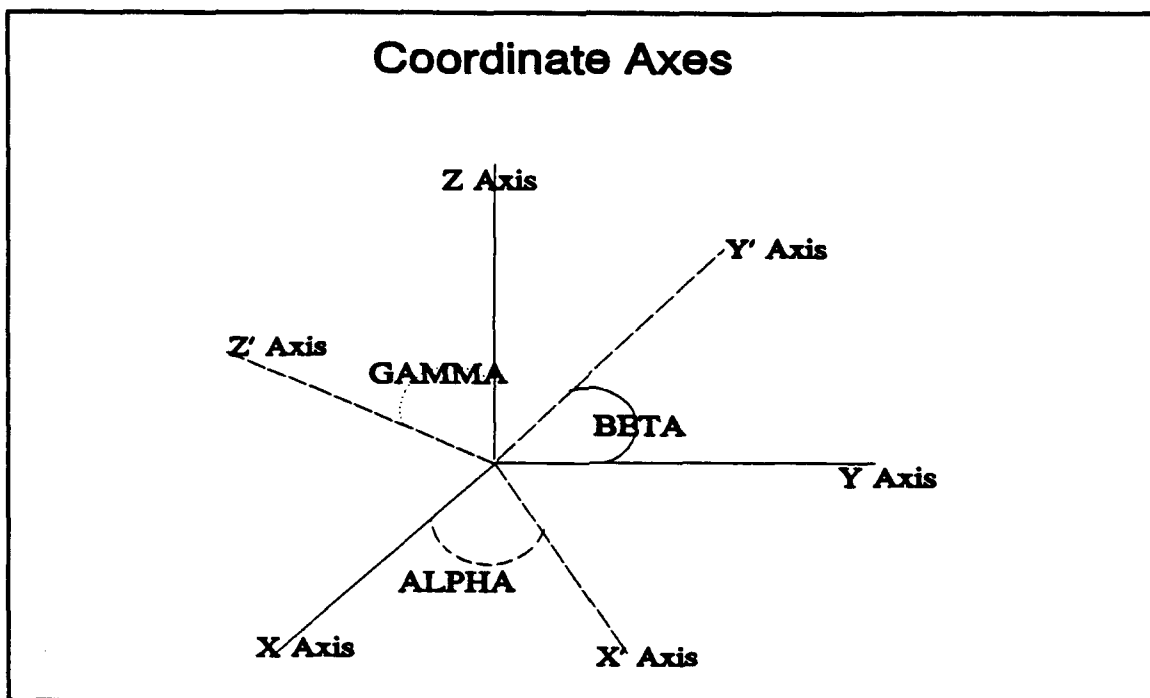 Coordinate Axes
Z Axis
Y' Axis
Z' Axis
GAMMA
BETA
Y Axis
ALPHA
X Axis
X' Axis